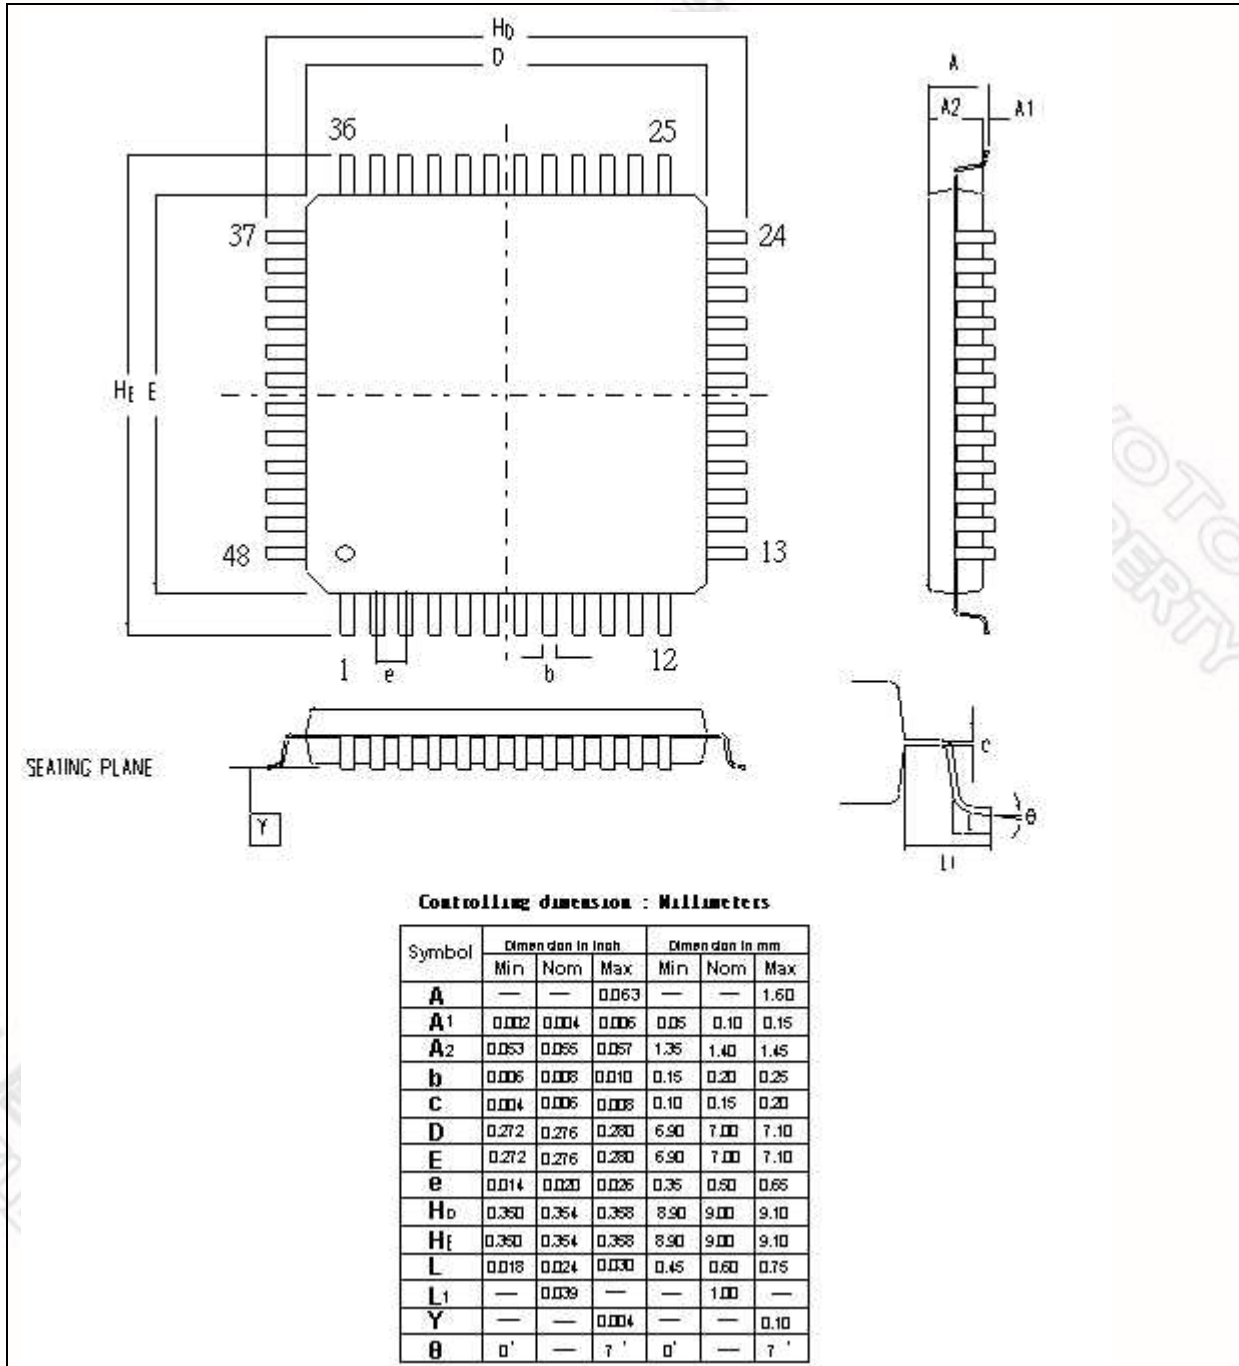 HD
D
A
A2 A1
36 25
37 24
HE E
48 13
1 e b 12
SEATING PLANE
Y
c
L
θ
L1
Controlling dimension : Millimeters
Symbol Dimension in inch Dimension in mm
Min Nom Max Min Nom Max
A — — 0.063 — — 1.60
A1 0.002 0.004 0.006 0.05 0.10 0.15
A2 0.053 0.055 0.057 1.35 1.40 1.45
b 0.006 0.008 0.010 0.15 0.20 0.25
c 0.004 0.006 0.008 0.10 0.15 0.20
D 0.272 0.276 0.280 6.90 7.00 7.10
E 0.272 0.276 0.280 6.90 7.00 7.10
e 0.014 0.020 0.026 0.35 0.50 0.65
HD 0.350 0.354 0.358 8.90 9.00 9.10
HE 0.350 0.354 0.358 8.90 9.00 9.10
L 0.018 0.024 0.030 0.45 0.60 0.75
L1 — 0.039 — — 1.00 —
Y — — 0.004 — — 0.10
θ 0° — 7° 0° — 7°